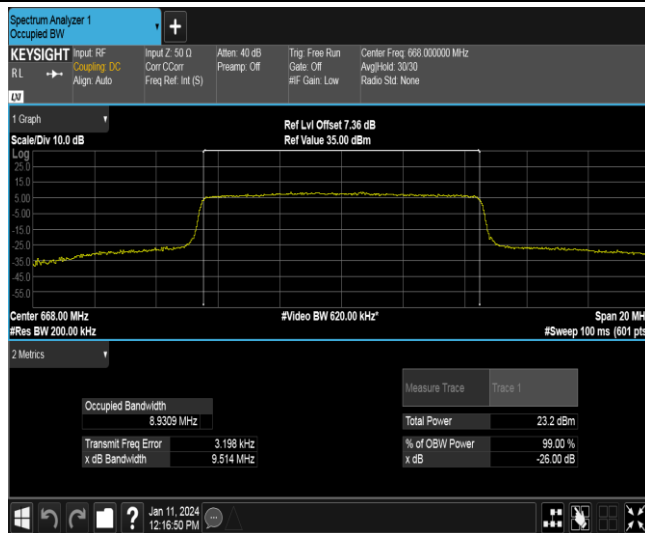 Spectrum Analyzer 1
Occupied BW
KEYSIGHT
RL
Input: RF
Coupling: DC
Align: Auto
Input Z: 50 Ω
Corr CCorr
Freq Ref: Int (S)
Atten: 40 dB
Preamp: Off
Trig: Free Run
Gate: Off
#IF Gain: Low
Center Freq: 668.000000 MHz
Avg|Hold: 30/30
Radio Std: None
1 Graph
Scale/Div 10.0 dB
Ref Lvl Offset 7.36 dB
Ref Value 35.00 dBm
Log
25.0
15.0
5.00
-5.00
-15.0
-25.0
-35.0
-45.0
-55.0
Center 668.00 MHz
#Res BW 200.00 kHz
#Video BW 620.00 kHz*
Span 20 MH
#Sweep 100 ms (601 pts
2 Metrics
Measure Trace Trace 1
Occupied Bandwidth
8.9309 MHz
Total Power 23.2 dBm
Transmit Freq Error 3.198 kHz
% of OBW Power 99.00 %
x dB Bandwidth 9.514 MHz
x dB -26.00 dB
?
Jan 11, 2024
12:16:50 PM